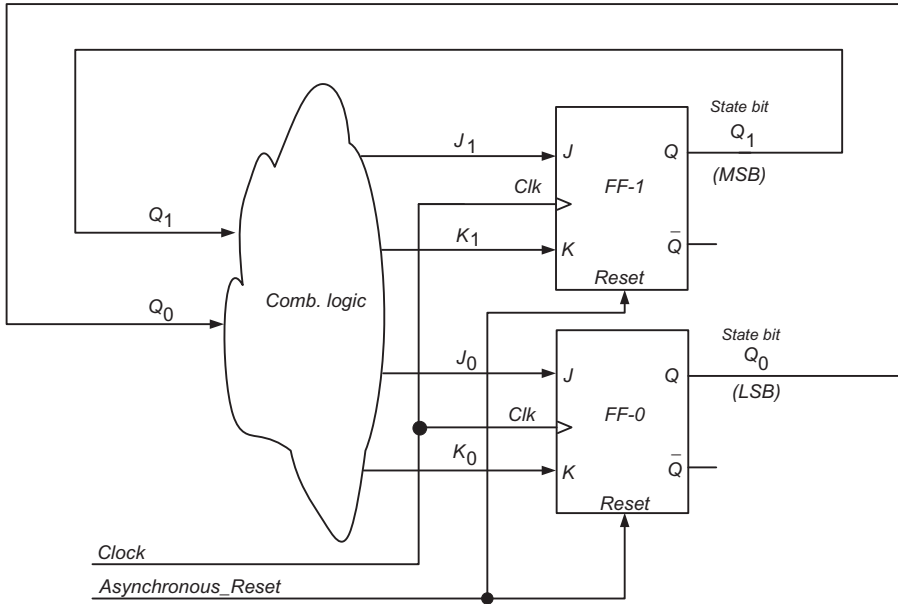 State bit
Q1
(MSB)
J1
J
Q
Clk
FF-1
Q1
K1
K
Q̅
Reset
Comb. logic
Q0
State bit
Q0
(LSB)
J0
J
Q
Clk
FF-0
K0
K
Q̅
Reset
Clock
Asynchronous_Reset